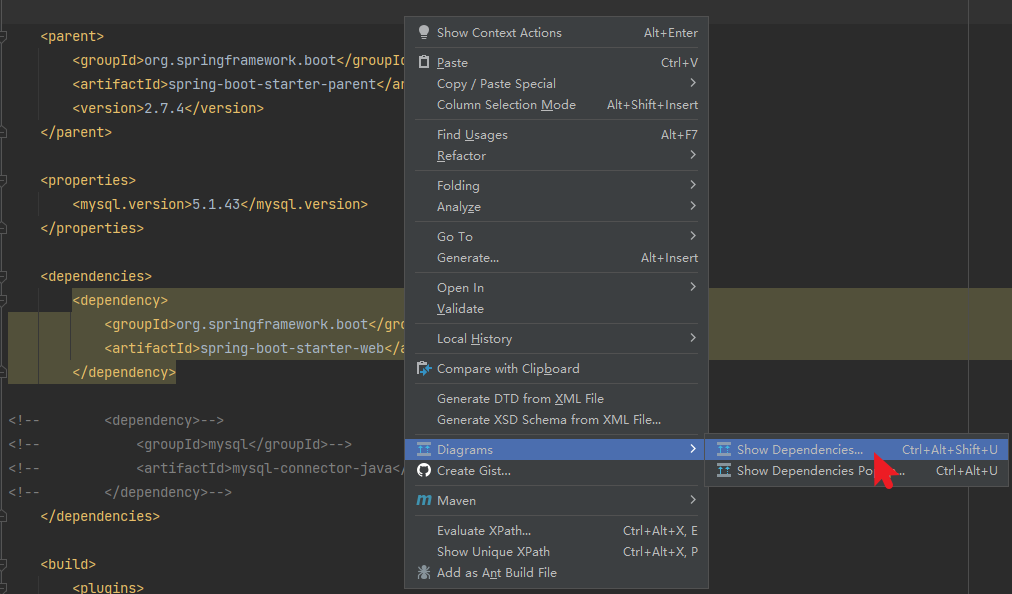 <parent>
<groupId>org.springframework.boot</groupId
<artifactId>spring-boot-starter-parent</ar
<version>2.7.4</version>
</parent>
<properties>
<mysql.version>5.1.43</mysql.version>
</properties>
<dependencies>
<dependency>
<groupId>org.springframework.boot</gro
<artifactId>spring-boot-starter-web</a
</dependency>
<!-- <dependency>-->
<!-- <groupId>mysql</groupId>-->
<!-- <artifactId>mysql-connector-java</
<!-- </dependency>-->
</dependencies>
<build>
<plugins>
Show Context Actions Alt+Enter
Paste Ctrl+V
Copy / Paste Special
Column Selection Mode Alt+Shift+Insert
Find Usages Alt+F7
Refactor
Folding
Analyze
Go To
Generate... Alt+Insert
Open In
Validate
Local History
Compare with Clipboard
Generate DTD from XML File
Generate XSD Schema from XML File...
Diagrams
Create Gist...
m Maven
Evaluate XPath... Ctrl+Alt+X, E
Show Unique XPath Ctrl+Alt+X, P
Add as Ant Build File
Show Dependencies... Ctrl+Alt+Shift+U
Show Dependencies Po ... Ctrl+Alt+U